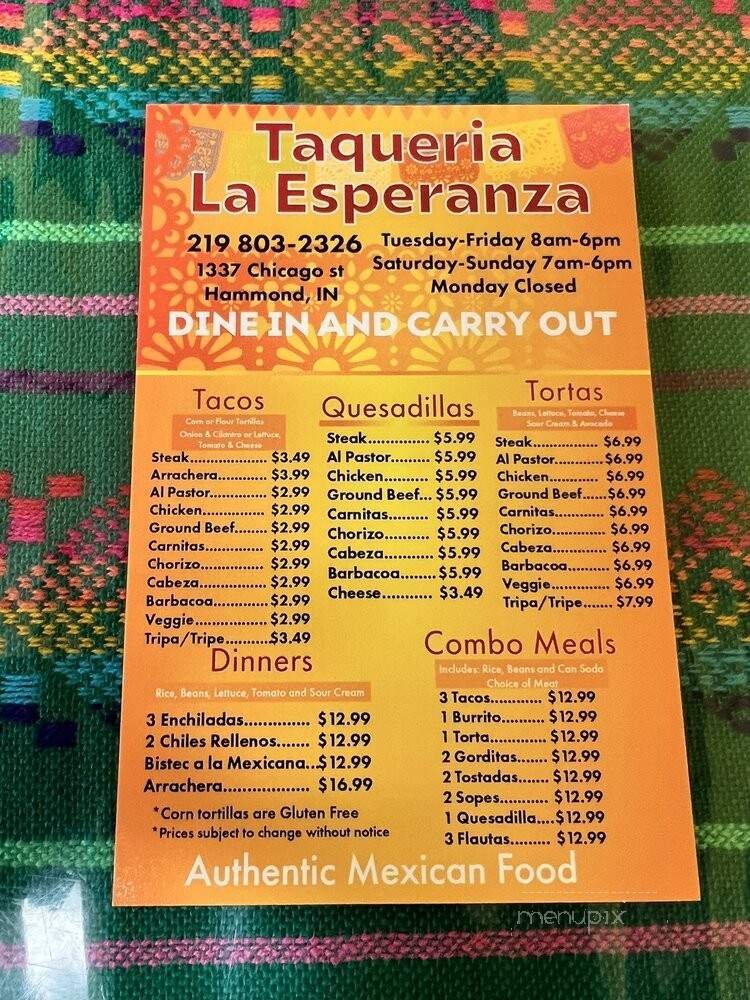 Taqueria
La Esperanza
219 803-2326
1337 Chicago st
Hammond, IN
Tuesday-Friday 8am-6pm
Saturday-Sunday 7am-6pm
Monday Closed
DINE IN AND CARRY OUT
Tacos
Corn or Flour Tortillas
Onion & Cilantro or Lettuce,
Tomato & Cheese
Steak................ $3.49
Arrachera............ $3.99
Al Pastor............. $2.99
Chicken.............. $2.99
Ground Beef...... $2.99
Carnitas.............. $2.99
Chorizo.............. $2.99
Cabeza............... $2.99
Barbacoa............$2.99
Veggie................$2.99
Tripa/Tripe..........$3.49
Quesadillas
Steak............... $5.99
Al Pastor.......... $5.99
Chicken........... $5.99
Ground Beef... $5.99
Carnitas.......... $5.99
Chorizo........... $5.99
Cabeza............ $5.99
Barbacoa........$5.99
Cheese............ $3.49
Tortas
Beans, Lettuce, Tomato, Cheese
Sour Cream & Avocado
Steak................ $6.99
Al Pastor...........$6.99
Chicken............ $6.99
Ground Beef......$6.99
Carnitas............$6.99
Chorizo............. $6.99
Cabeza............. $6.99
Barbacoa.......... $6.99
Veggie.............. $6.99
Tripa/Tripe....... $7.99
Dinners
Rice, Beans, Lettuce, Tomato and Sour Cream
3 Enchiladas............... $12.99
2 Chiles Rellenos....... $12.99
Bistec a la Mexicana...$12.99
Arrachera.................. $16.99
*Corn tortillas are Gluten Free
*Prices subject to change without notice
Combo Meals
Includes: Rice, Beans and Can Soda
Choice of Meat
3 Tacos............ $12.99
1 Burrito.......... $12.99
1 Torta............. $12.99
2 Gorditas....... $12.99
2 Tostadas....... $12.99
2 Sopes........... $12.99
1 Quesadilla....$12.99
3 Flautas......... $12.99
Authentic Mexican Food
menupix